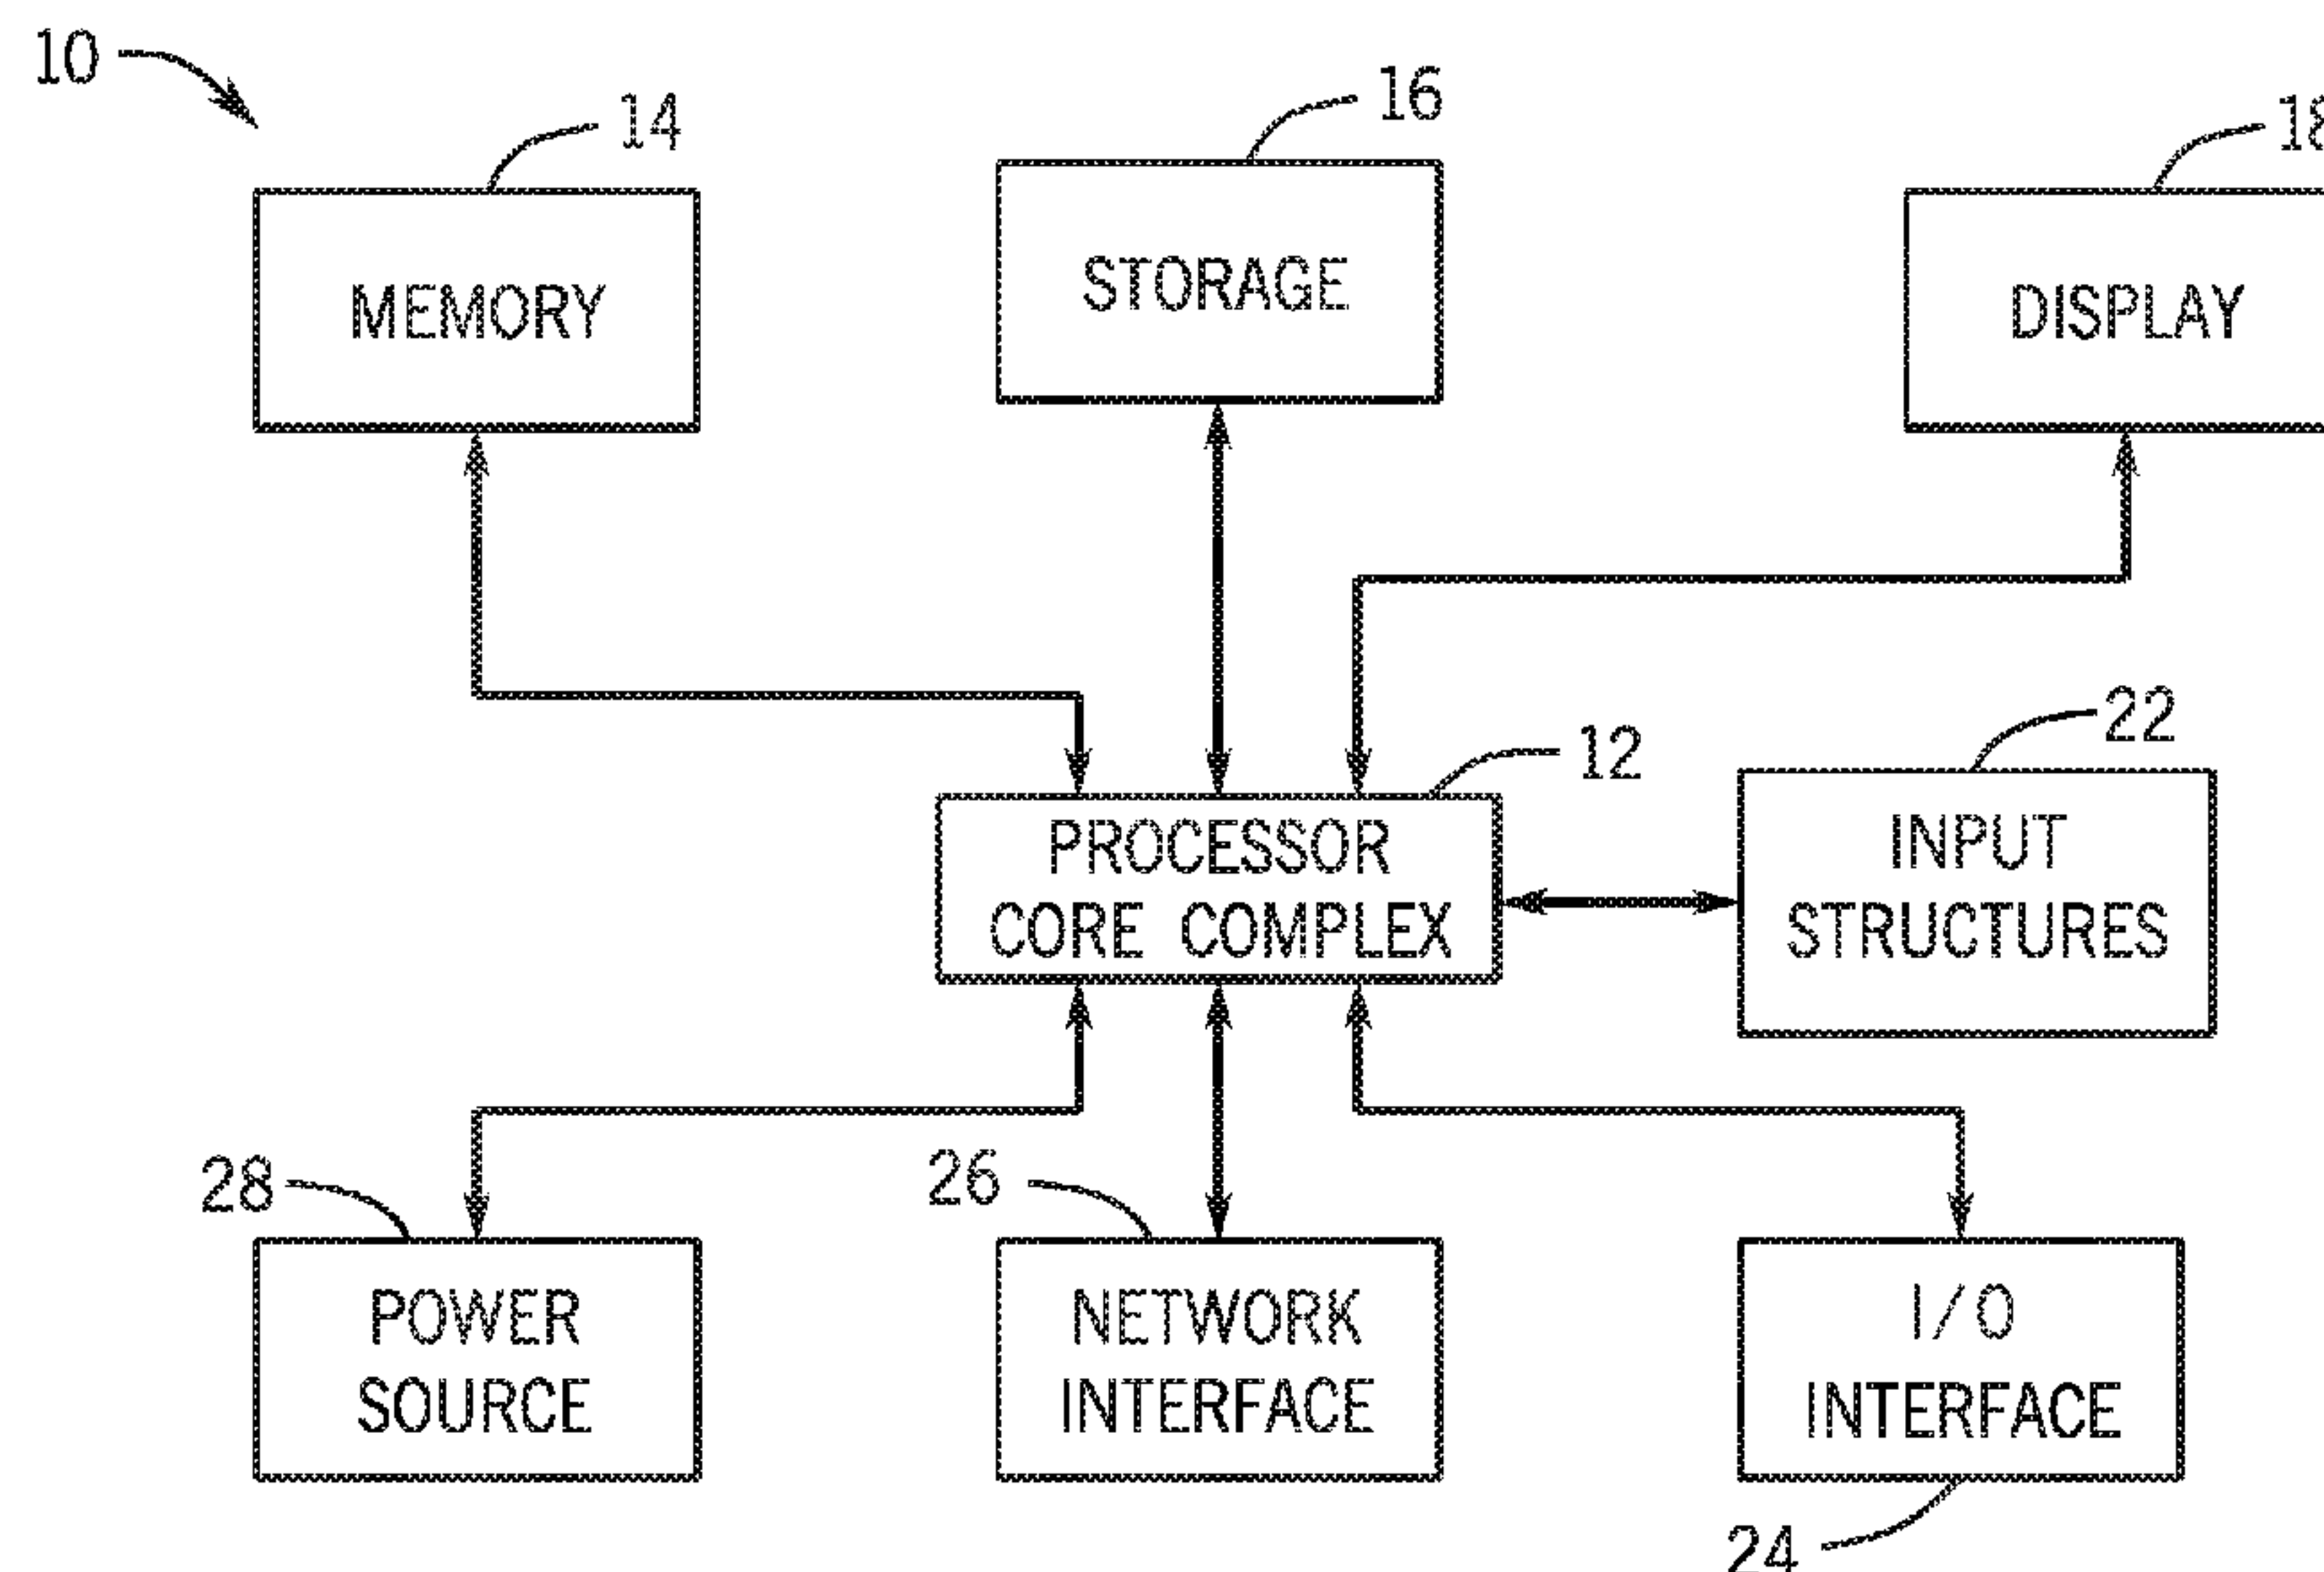 10
14
16
18
MEMORY
STORAGE
DISPLAY
12
22
PROCESSOR
CORE COMPLEX
INPUT
STRUCTURES
28
26
POWER
SOURCE
NETWORK
INTERFACE
I/O
INTERFACE
24